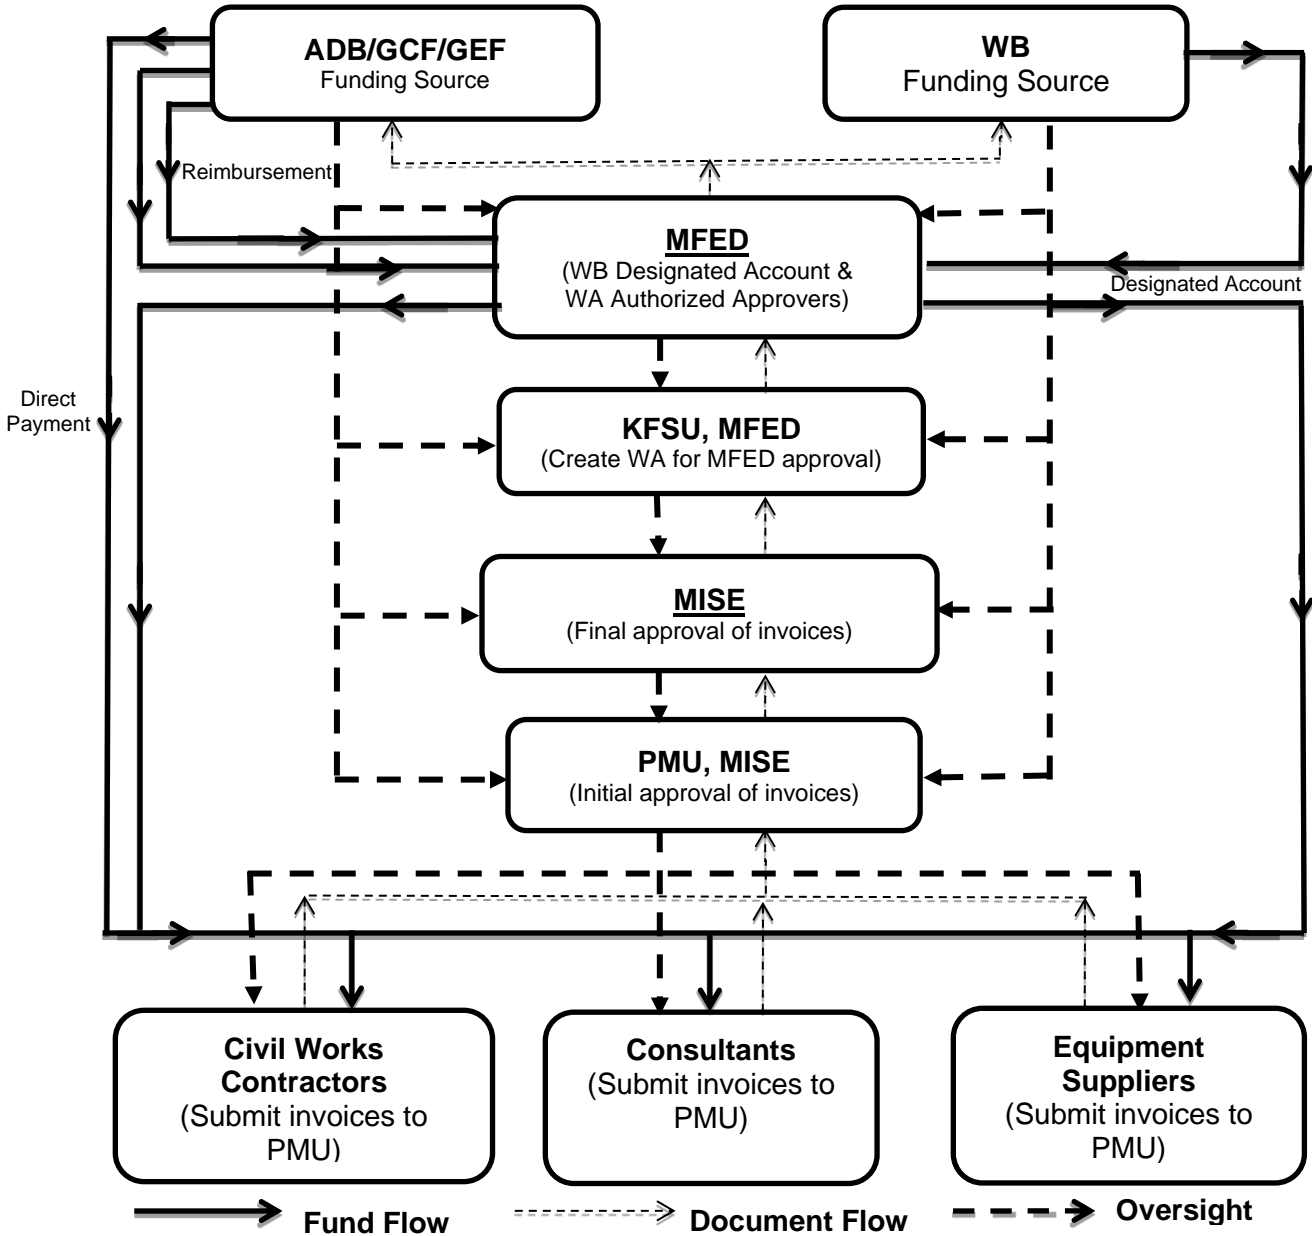 ADB/GCF/GEF
Funding Source
WB
Funding Source
Reimbursement
MFED
(WB Designated Account &
WA Authorized Approvers)
Designated Account
Direct
Payment
KFSU, MFED
(Create WA for MFED approval)
MISE
(Final approval of invoices)
PMU, MISE
(Initial approval of invoices)
Civil Works
Contractors
(Submit invoices to
PMU)
Consultants
(Submit invoices to
PMU)
Equipment
Suppliers
(Submit invoices to
PMU)
Fund Flow
Document Flow
Oversight